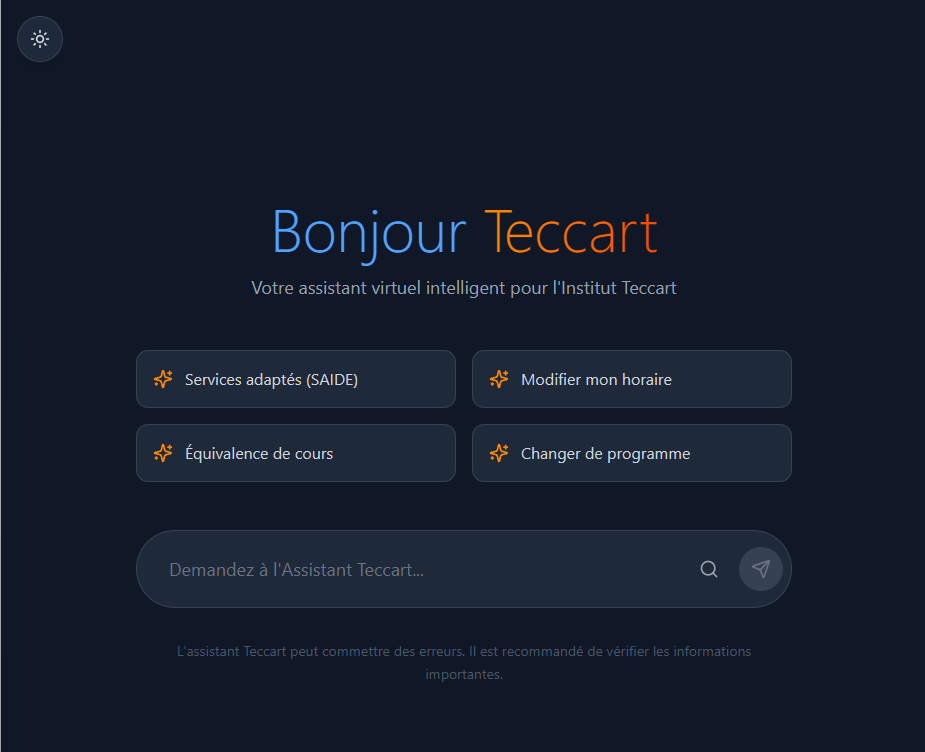 Bonjour Teccart
Votre assistant virtuel intelligent pour l'Institut Teccart
Services adaptés (SAIDE)
Modifier mon horaire
Équivalence de cours
Changer de programme
Demandez à l'Assistant Teccart...
L'assistant Teccart peut commettre des erreurs. Il est recommandé de vérifier les informations
importantes.